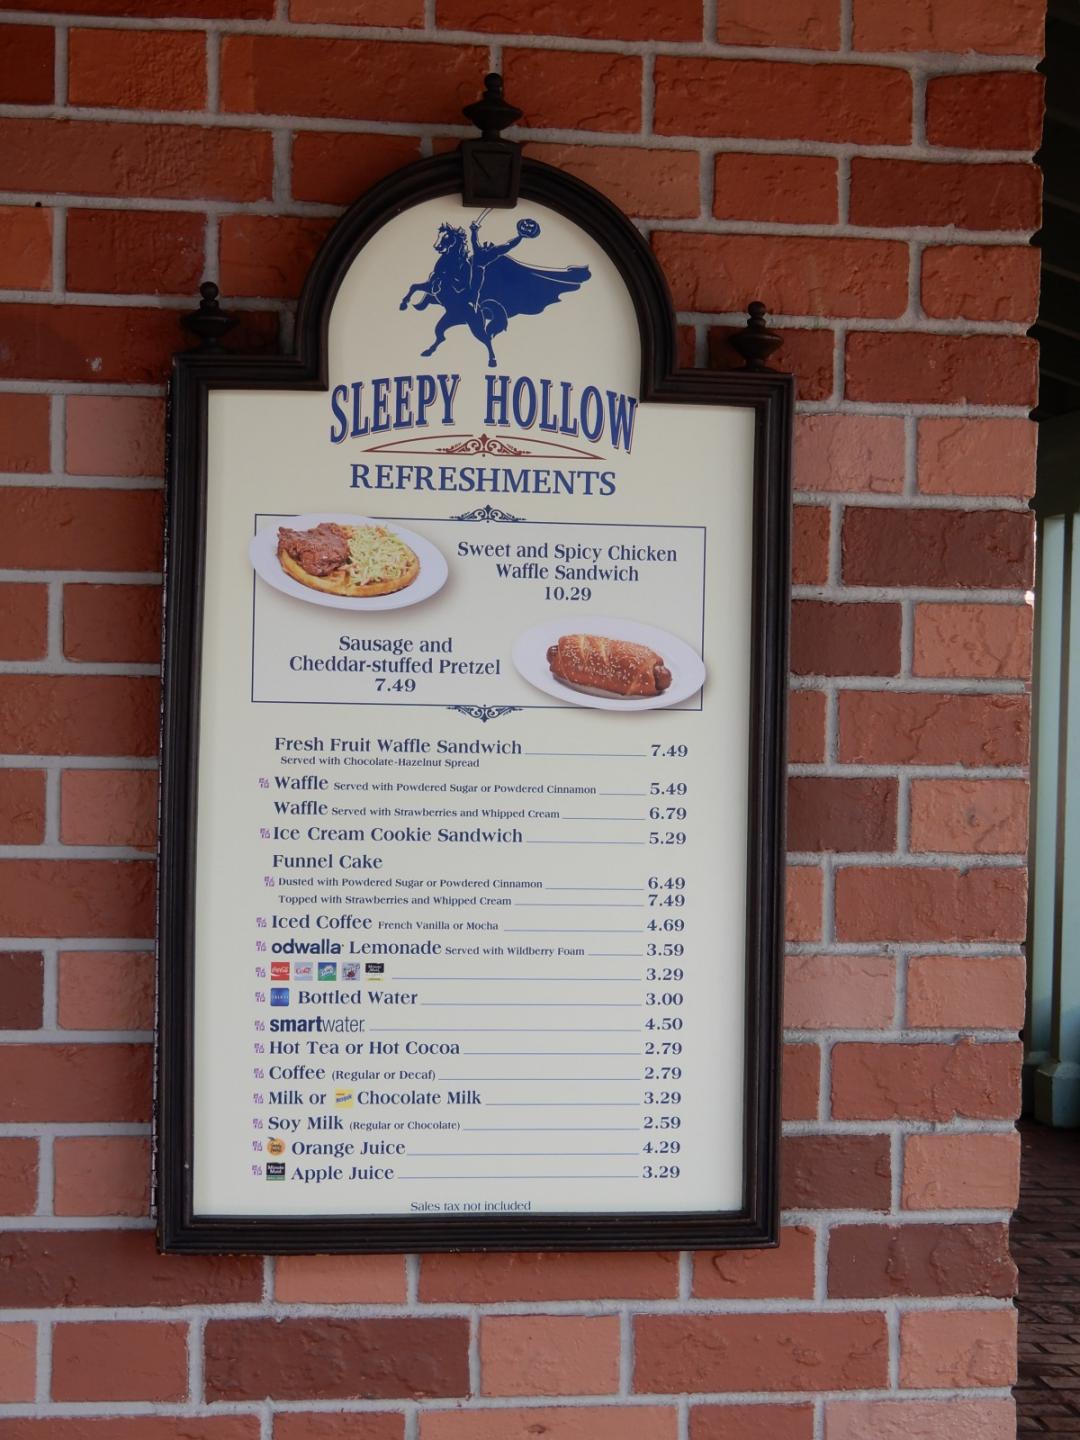 SLEEPY HOLLOW
REFRESHMENTS
Sweet and Spicy Chicken
Waffle Sandwich
10.29
Sausage and
Cheddar-stuffed Pretzel
7.49
Fresh Fruit Waffle Sandwich 7.49
Served with Chocolate-Hazelnut Spread
Waffle Served with Powdered Sugar or Powdered Cinnamon 5.49
Waffle Served with Strawberries and Whipped Cream 6.79
Ice Cream Cookie Sandwich 5.29
Funnel Cake
Dusted with Powdered Sugar or Powdered Cinnamon 6.49
Topped with Strawberries and Whipped Cream 7.49
Iced Coffee French Vanilla or Mocha 4.69
odwalla Lemonade Served with Wildberry Foam 3.59
3.29
Bottled Water 3.00
smartwater 4.50
Hot Tea or Hot Cocoa 2.79
Coffee (Regular or Decaf) 2.79
Milk or Chocolate Milk 3.29
Soy Milk (Regular or Chocolate) 2.59
Orange Juice 4.29
Minute Maid Apple Juice 3.29
Sales tax not included